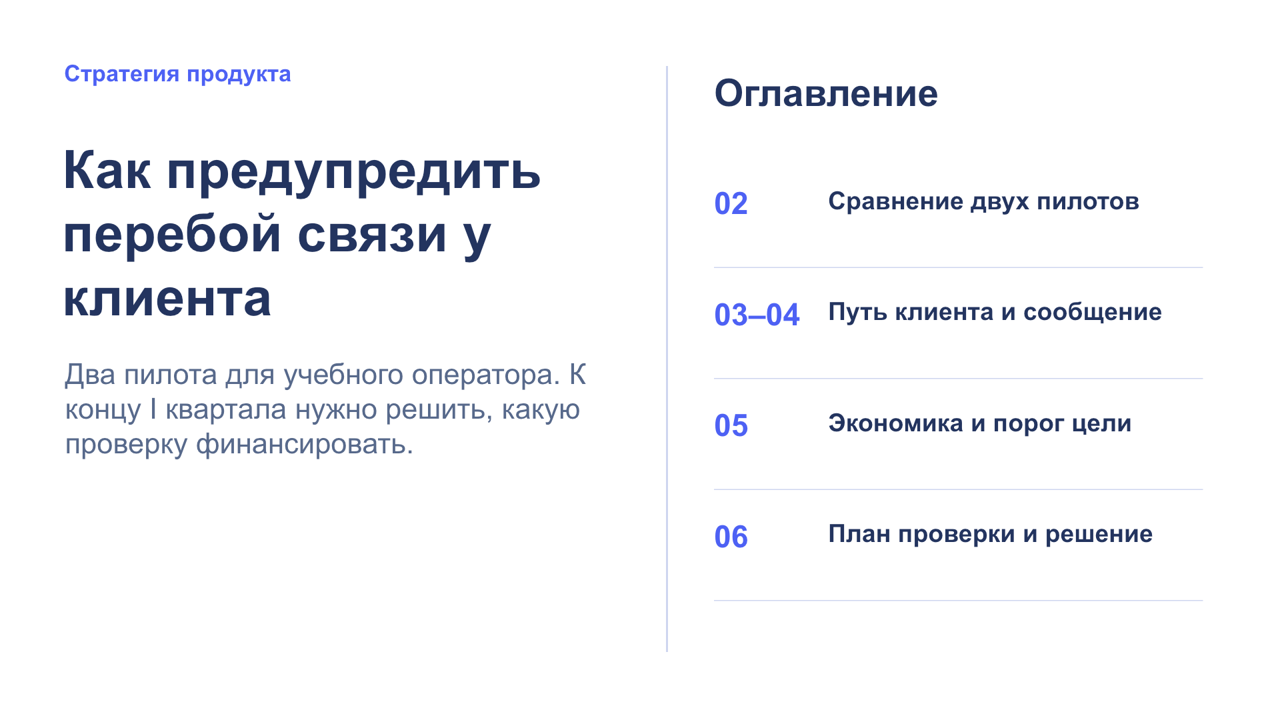 Стратегия продукта
Как предупредить
перебой связи у
клиента
Два пилота для учебного оператора. К
концу I квартала нужно решить, какую
проверку финансировать.
Оглавление
02 Сравнение двух пилотов
03–04 Путь клиента и сообщение
05 Экономика и порог цели
06 План проверки и решение